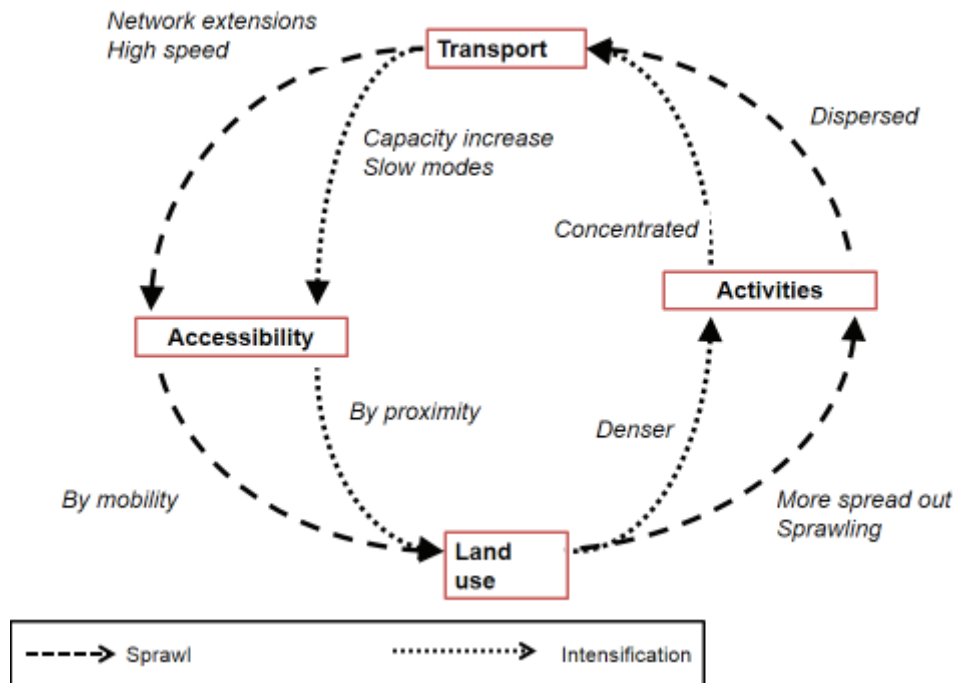 Network extensions
High speed
Transport
Capacity increase
Slow modes
Dispersed
Concentrated
Activities
Accessibility
By proximity
Denser
By mobility
More spread out
Sprawling
Land
use
Sprawl
Intensification